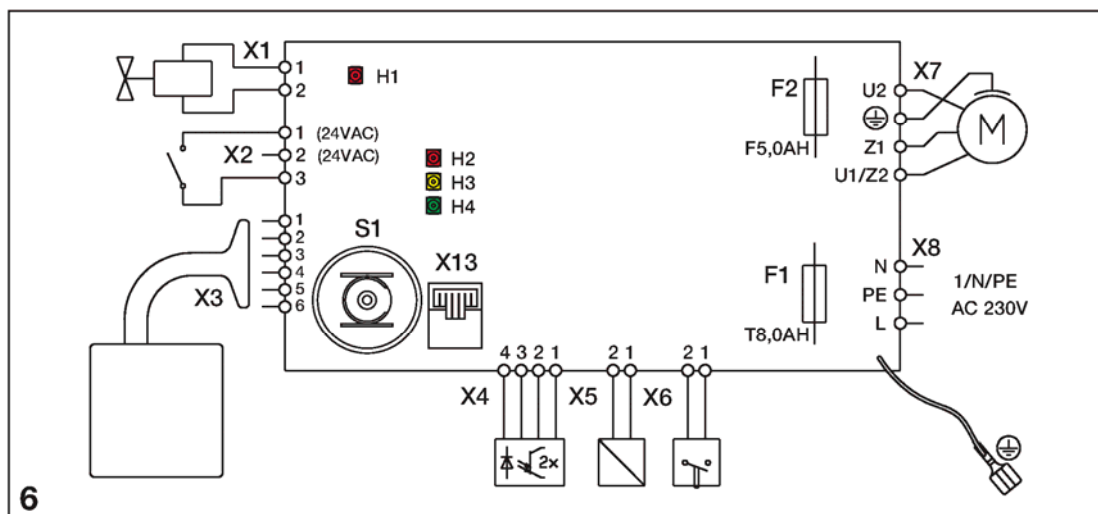 X1
1
2
H1
X2
1 (24VAC)
2 (24VAC)
3
H2
H3
H4
X3
1
2
3
4
5
6
S1
X13
F2
F5,0AH
F1
T8,0AH
U2
Z1
U1/Z2
X7
M
X8
N
PE
L
1/N/PE
AC 230V
X4
4 3 2 1
2x
X5
2 1
X6
2 1
6